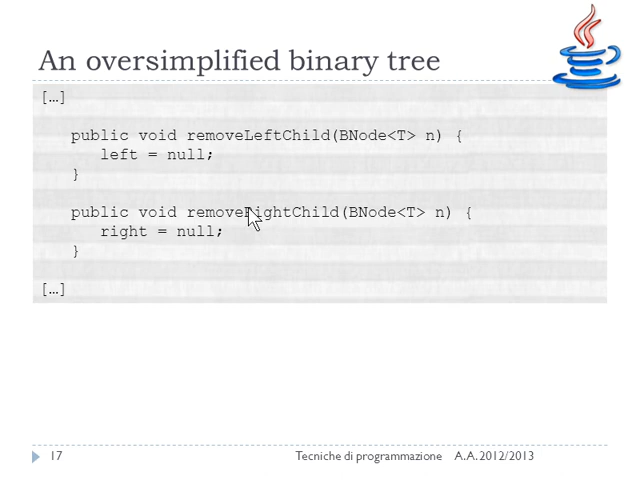 An oversimplified binary tree
[…]
public void removeLeftChild(BNode<T> n) {
left = null;
}
public void removeRightChild(BNode<T> n) {
right = null;
}
[…]
17 Tecniche di programmazione A.A. 2012/2013